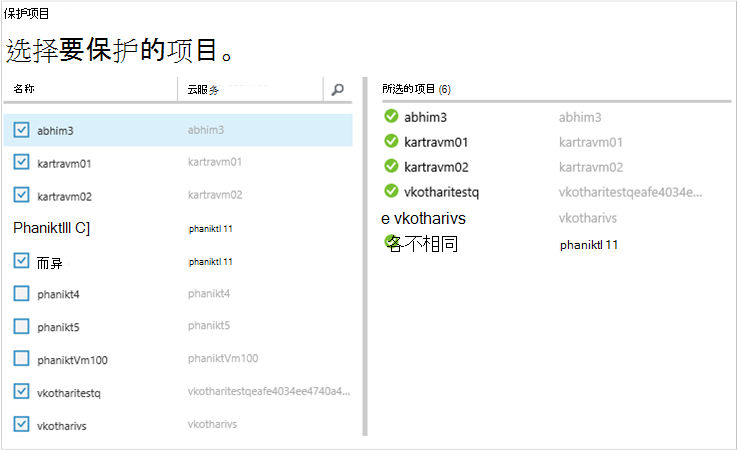 保护项目
选择要保护的项目。
名称 云服务
abhim3 abhim3
kartravm01 kartravm01
kartravm02 kartravm02
Phaniktlll C] phaniktl 11
而异 phaniktl 11
phanikt4 phanikt4
phanikt5 phanikt5
phaniktVm100 phaniktVm100
vkotharitestq vkotharitestqeafe4034ee4740a4...
vkotharivs vkotharivs
所选的项目 (6)
abhim3 abhim3
kartravm01 kartravm01
kartravm02 kartravm02
vkotharitestq vkotharitestqeafe4034e...
e vkotharivs vkotharivs
各不相同 phaniktl 11